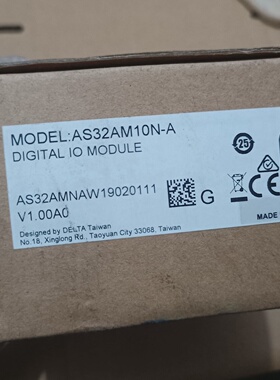 MODEL:AS32AM10N-A
DIGITAL IO MODULE
25
AS32AMNAW19020111
G
V1.00A0
Designed by DELTA Taiwan
No.18, Xinglong Rd., Taoyuan City 33068, Taiwan
MADE